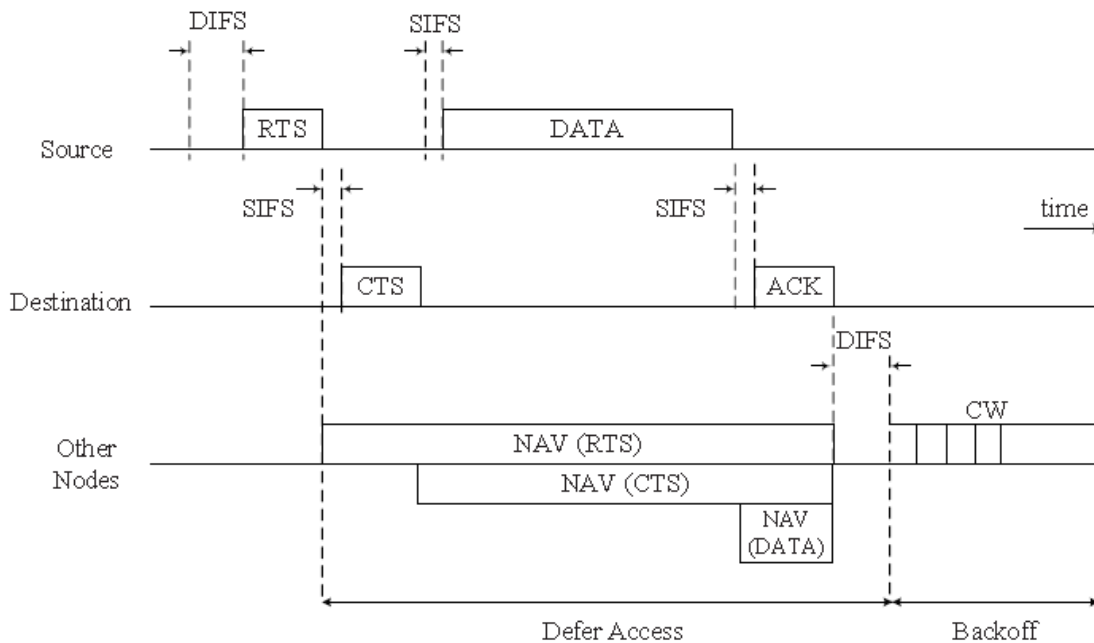 DIFS
SIFS
RTS
DATA
Source
SIFS
SIFS
time
CTS
ACK
Destination
DIFS
CW
NAV (RTS)
Other
Nodes
NAV (CTS)
NAV
(DATA)
Defer Access
Backoff